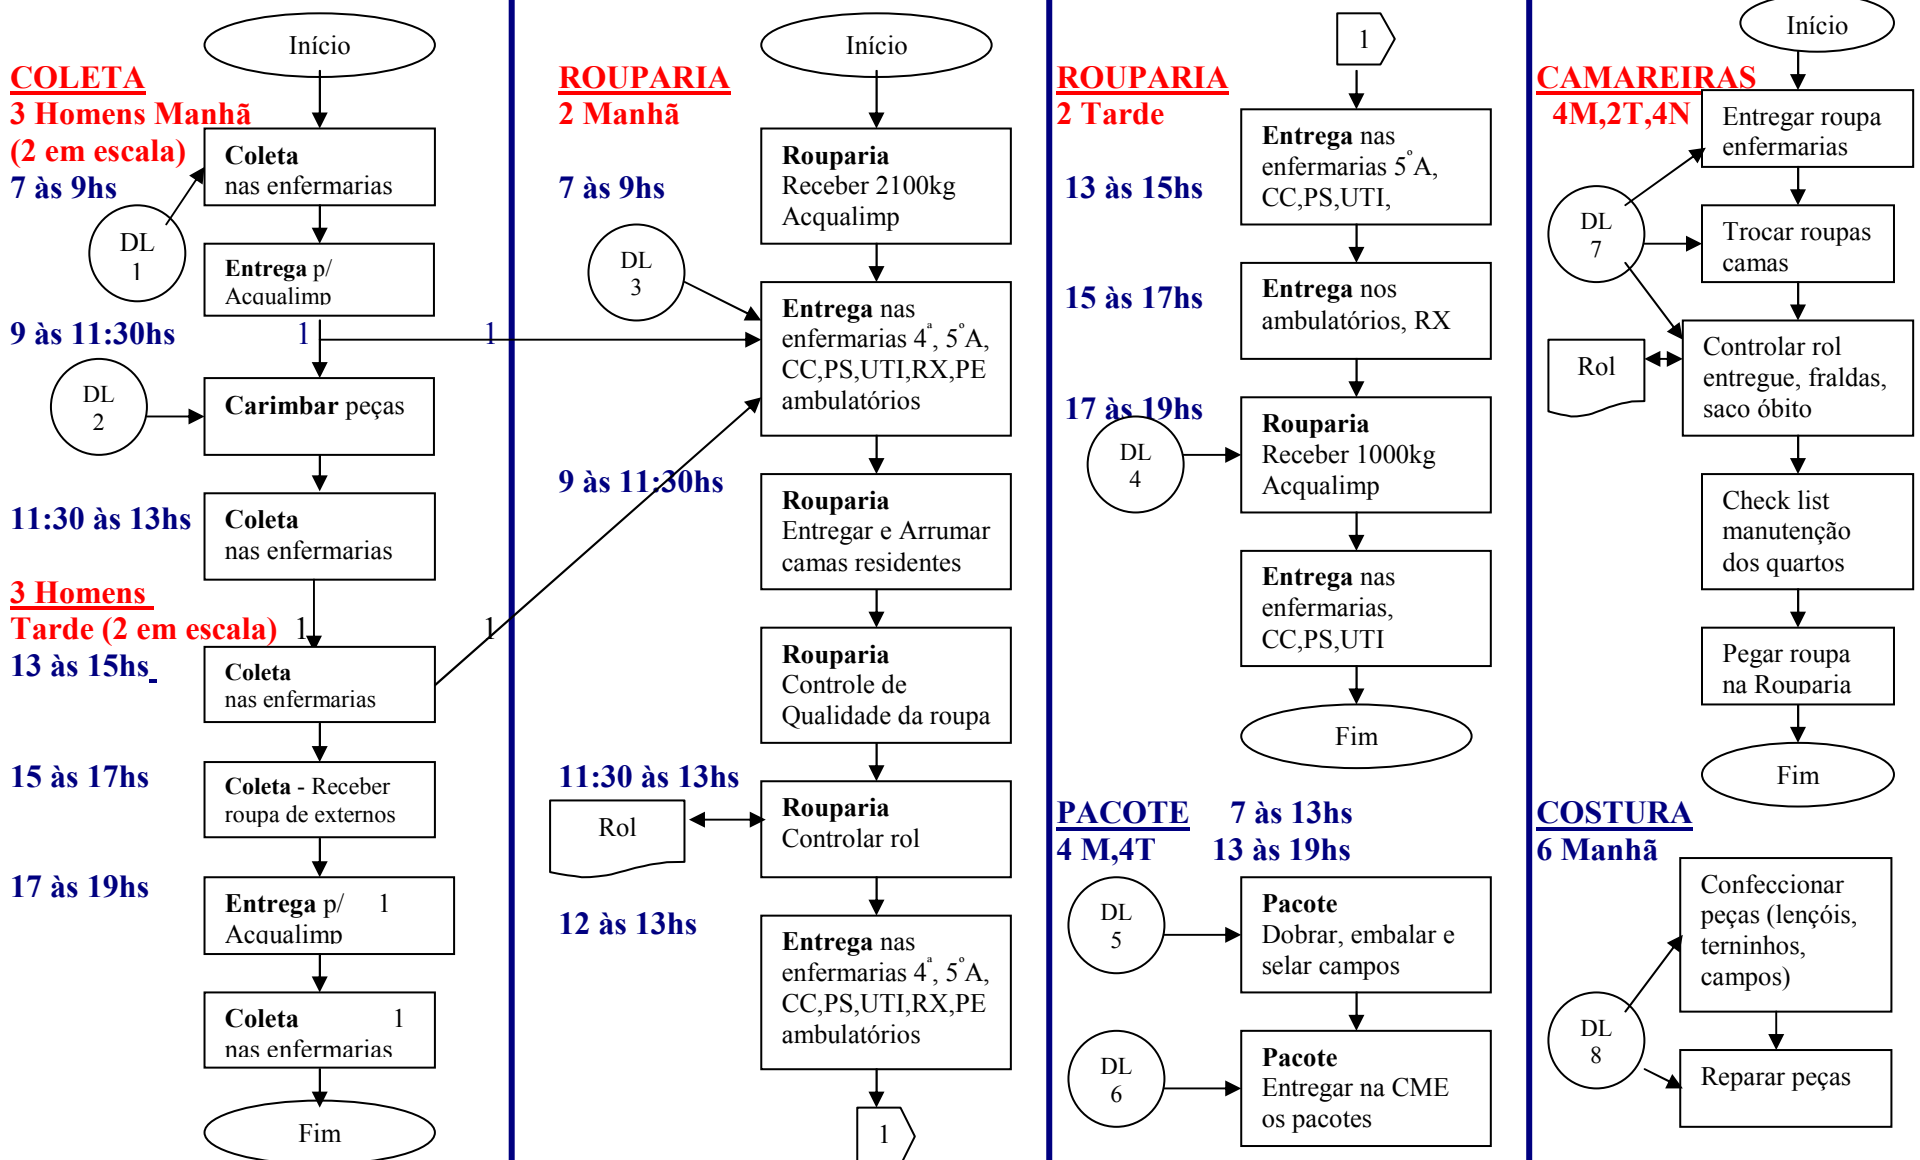 Início
COLETA
3 Homens Manhã
(2 em escala)
7 às 9hs
Coleta
nas enfermarias
DL
1
Entrega p/
Acqualimp
9 às 11:30hs
1
1
DL
2
Carimbar peças
11:30 às 13hs
Coleta
nas enfermarias
3 Homens
Tarde (2 em escala)
1
1
13 às 15hs
Coleta
nas enfermarias
15 às 17hs
Coleta - Receber
roupa de externos
17 às 19hs
Entrega p/ 1
Acqualimp
Coleta 1
nas enfermarias
Fim
Início
ROUPARIA
2 Manhã
7 às 9hs
Rouparia
Receber 2100kg
Acqualimp
DL
3
Entrega nas
enfermarias 4ª, 5ºA,
CC,PS,UTI,RX,PE
ambulatórios
9 às 11:30hs
Rouparia
Entregar e Arrumar
camas residentes
Rouparia
Controle de
Qualidade da roupa
11:30 às 13hs
Rol
Rouparia
Controlar rol
12 às 13hs
Entrega nas
enfermarias 4ª, 5ºA,
CC,PS,UTI,RX,PE
ambulatórios
1
1
ROUPARIA
2 Tarde
13 às 15hs
Entrega nas
enfermarias 5ºA,
CC,PS,UTI,
15 às 17hs
Entrega nos
ambulatórios, RX
17 às 19hs
DL
4
Rouparia
Receber 1000kg
Acqualimp
Entrega nas
enfermarias,
CC,PS,UTI
Fim
PACOTE 7 às 13hs
4 M,4T 13 às 19hs
DL
5
Pacote
Dobrar, embalar e
selar campos
DL
6
Pacote
Entregar na CME
os pacotes
Início
CAMAREIRAS
4M,2T,4N
Entregar roupa
enfermarias
DL
7
Trocar roupas
camas
Rol
Controlar rol
entregue, fraldas,
saco óbito
Check list
manutenção
dos quartos
Pegar roupa
na Rouparia
Fim
COSTURA
6 Manhã
Confeccionar
peças (lençóis,
terninhos,
campos)
DL
8
Reparar peças